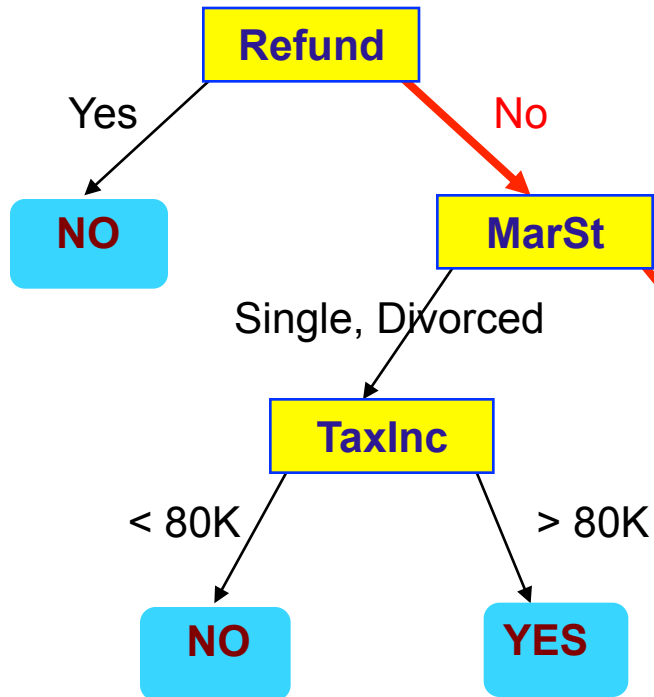 Refund
Yes
No
NO
MarSt
Single, Divorced
TaxInc
< 80K
> 80K
NO
YES